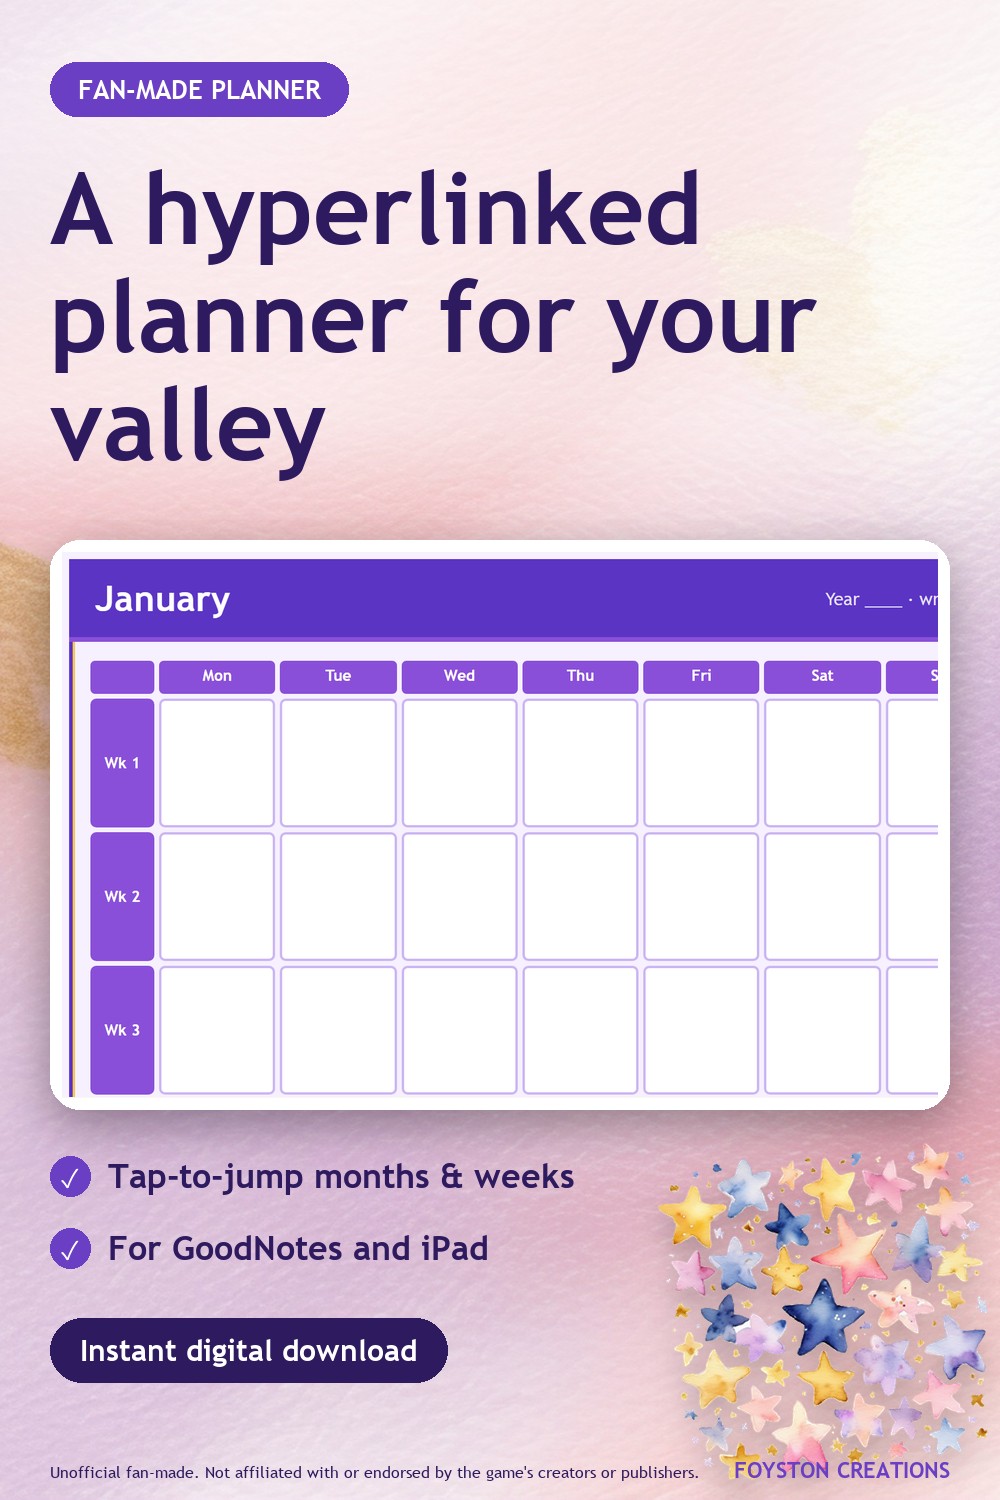 FAN-MADE PLANNER
A hyperlinked
planner for your
valley
January
Year ____ · wr
Mon Tue Wed Thu Fri Sat S
Wk 1
Wk 2
Wk 3
✓ Tap-to-jump months & weeks
✓ For GoodNotes and iPad
Instant digital download
Unofficial fan-made. Not affiliated with or endorsed by the game's creators or publishers.
FOYSTON CREATIONS